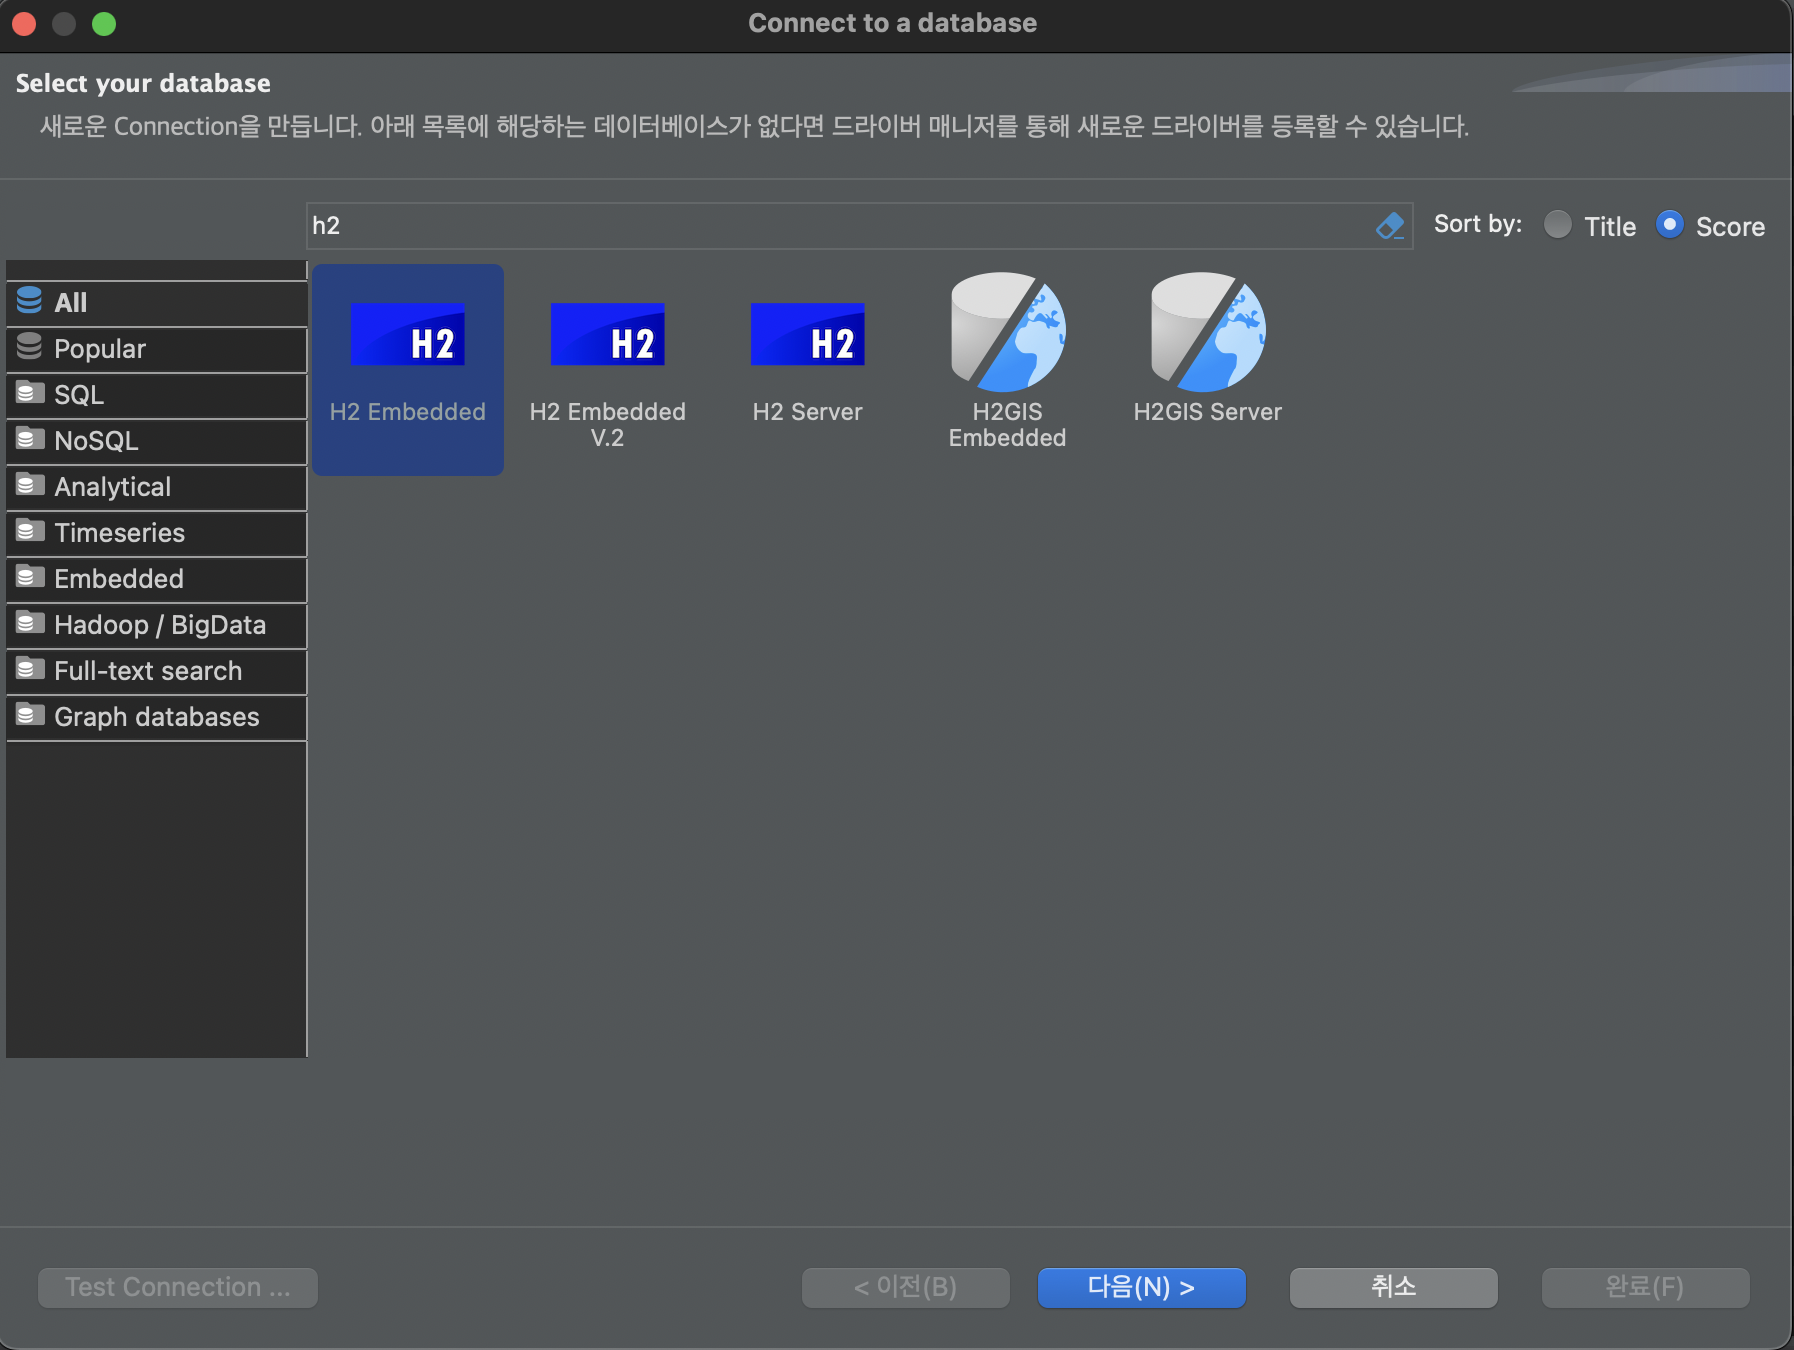 Connect to a database
Select your database
새로운 Connection을 만듭니다. 아래 목록에 해당하는 데이터베이스가 없다면 드라이버 매니저를 통해 새로운 드라이버를 등록할 수 있습니다.
h2
Sort by: Title Score
All
Popular
SQL
NoSQL
Analytical
Timeseries
Embedded
Hadoop / BigData
Full-text search
Graph databases
H2
H2 Embedded
H2
H2 Embedded
V.2
H2
H2 Server
H2GIS
Embedded
H2GIS Server
Test Connection ...
< 이전(B)
다음(N) >
취소
완료(F)